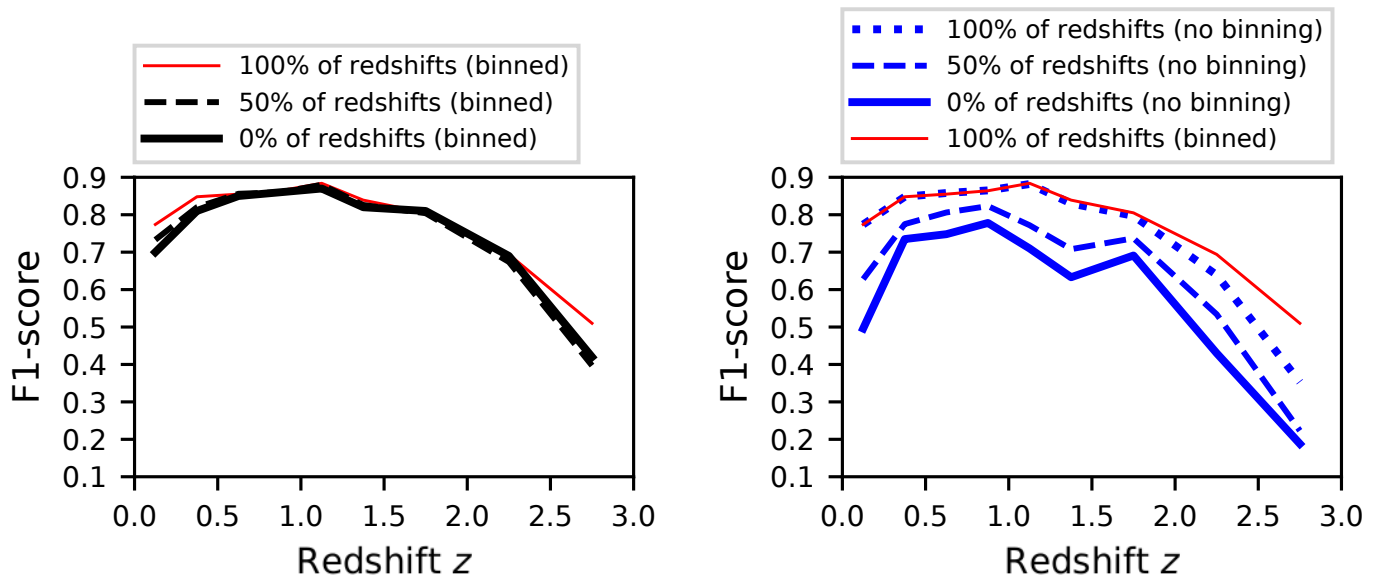 100% of redshifts (binned)
50% of redshifts (binned)
0% of redshifts (binned)
F1-score
0.9
0.8
0.7
0.6
0.5
0.4
0.3
0.2
0.1
0.0 0.5 1.0 1.5 2.0 2.5 3.0
Redshift z
100% of redshifts (no binning)
50% of redshifts (no binning)
0% of redshifts (no binning)
100% of redshifts (binned)
F1-score
0.9
0.8
0.7
0.6
0.5
0.4
0.3
0.2
0.1
0.0 0.5 1.0 1.5 2.0 2.5 3.0
Redshift z